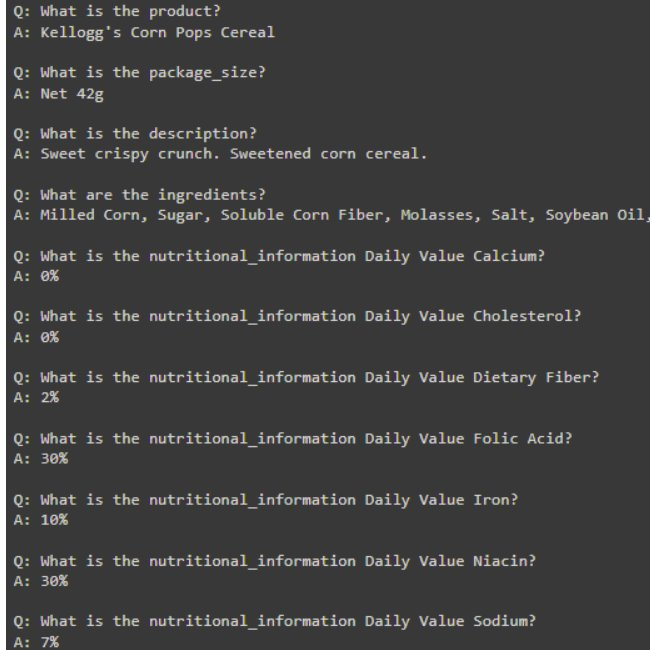 Q: What is the product?
A: Kellogg's Corn Pops Cereal
Q: What is the package_size?
A: Net 42g
Q: What is the description?
A: Sweet crispy crunch. Sweetened corn cereal.
Q: What are the ingredients?
A: Milled Corn, Sugar, Soluble Corn Fiber, Molasses, Salt, Soybean Oil,
Q: What is the nutritional_information Daily Value Calcium?
A: 0%
Q: What is the nutritional_information Daily Value Cholesterol?
A: 0%
Q: What is the nutritional_information Daily Value Dietary Fiber?
A: 2%
Q: What is the nutritional_information Daily Value Folic Acid?
A: 30%
Q: What is the nutritional_information Daily Value Iron?
A: 10%
Q: What is the nutritional_information Daily Value Niacin?
A: 30%
Q: What is the nutritional_information Daily Value Sodium?
A: 7%